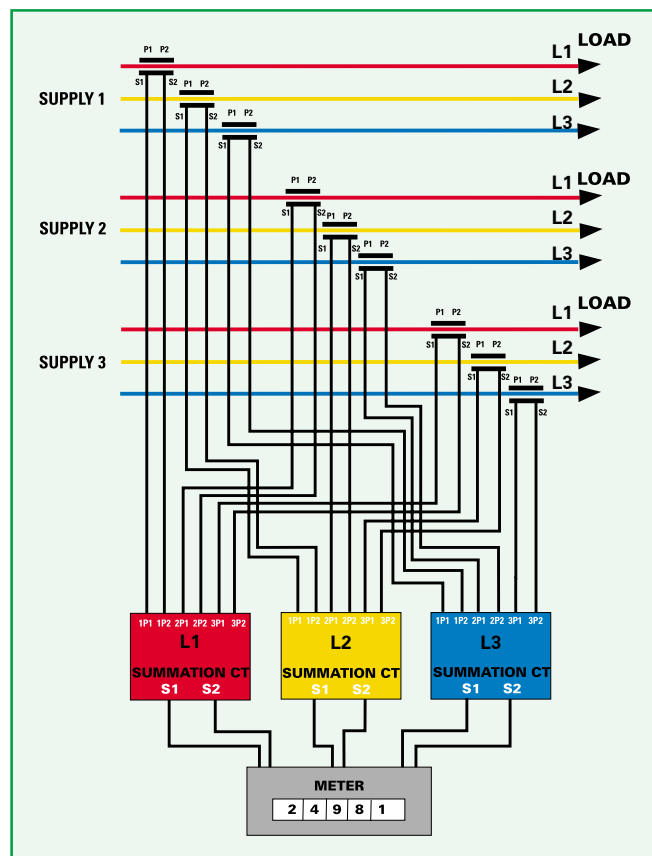 P1 P2
L1 LOAD
S1 S2
P1 P2
L2
SUPPLY 1
S1 S2
P1 P2
L3
S1 S2
P1 P2
L1 LOAD
S1 S2
P1 P2
L2
SUPPLY 2
S1 S2
P1 P2
L3
S1 S2
P1 P2
L1 LOAD
S1 S2
P1 P2
L2
SUPPLY 3
S1 S2
P1 P2
L3
S1 S2
1P1 1P2 2P1 2P2 3P1 3P2
L1
SUMMATION CT
S1 S2
1P1 1P2 2P1 2P2 3P1 3P2
L2
SUMMATION CT
S1 S2
1P1 1P2 2P1 2P2 3P1 3P2
L3
SUMMATION CT
S1 S2
METER
2 4 9 8 1